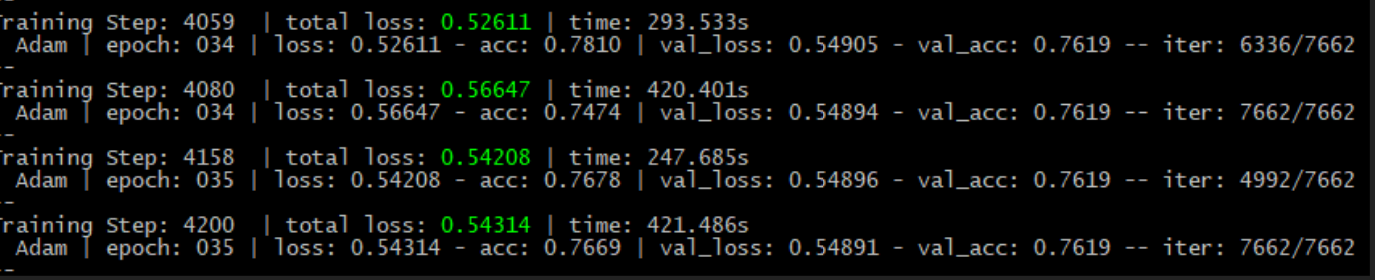 Training Step: 4059 | total loss: 0.52611 | time: 293.533s
Adam | epoch: 034 | loss: 0.52611 - acc: 0.7810 | val_loss: 0.54905 - val_acc: 0.7619 -- iter: 6336/7662
--
Training Step: 4080 | total loss: 0.56647 | time: 420.401s
Adam | epoch: 034 | loss: 0.56647 - acc: 0.7474 | val_loss: 0.54894 - val_acc: 0.7619 -- iter: 7662/7662
--
Training Step: 4158 | total loss: 0.54208 | time: 247.685s
Adam | epoch: 035 | loss: 0.54208 - acc: 0.7678 | val_loss: 0.54896 - val_acc: 0.7619 -- iter: 4992/7662
--
Training Step: 4200 | total loss: 0.54314 | time: 421.486s
Adam | epoch: 035 | loss: 0.54314 - acc: 0.7669 | val_loss: 0.54891 - val_acc: 0.7619 -- iter: 7662/7662
--